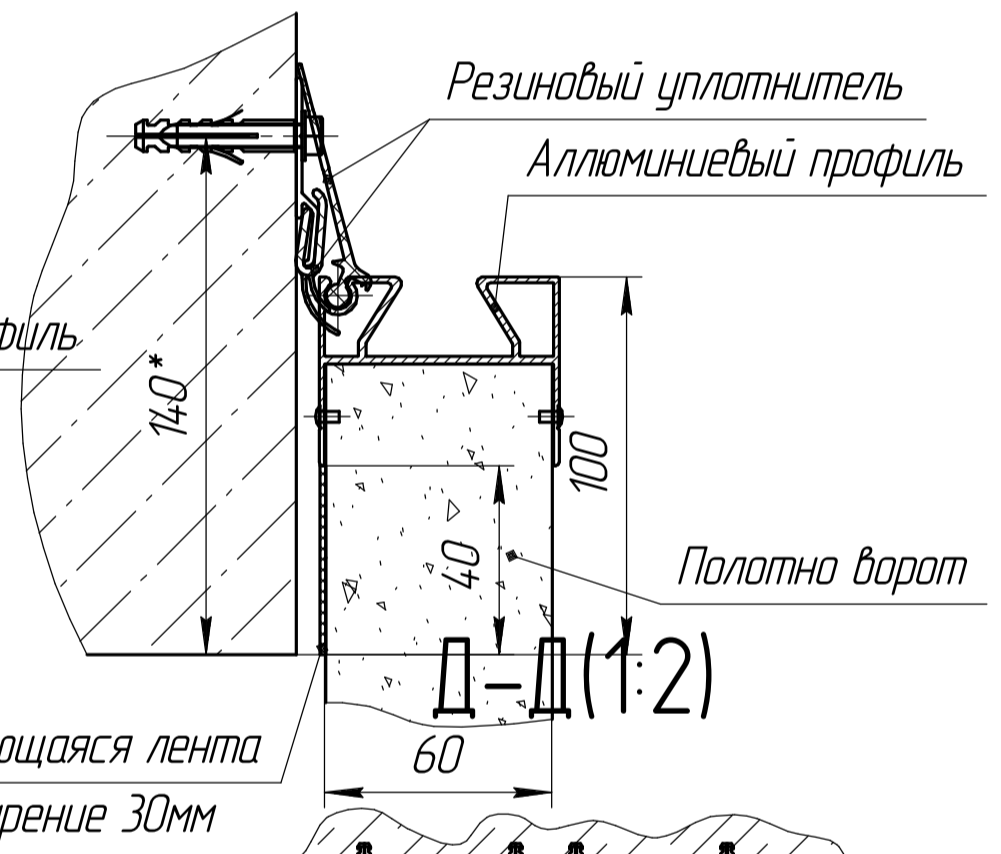 Резиновый уплотнитель
Аллюминиевый профиль
филь
140*
100
40
Полотно ворот
Д-Д(1:2)
ющаяся лента
60
рение 30мм